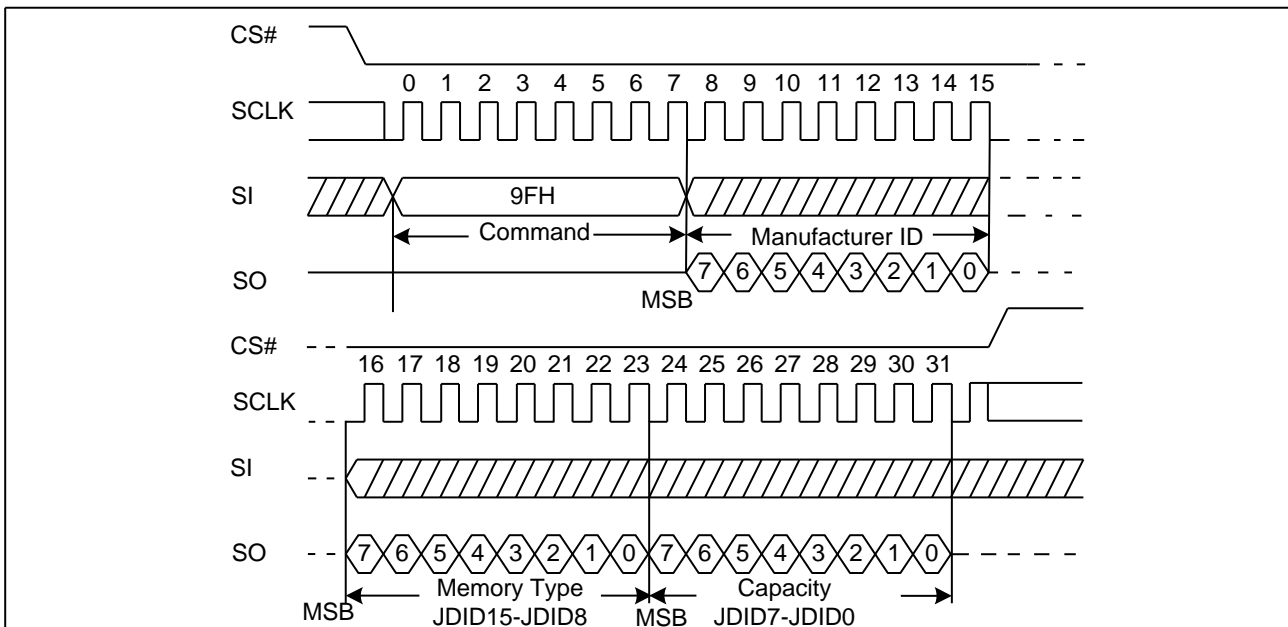 CS#
0 1 2 3 4 5 6 7 8 9 10 11 12 13 14 15
SCLK
SI
9FH
Command
Manufacturer ID
SO
7 6 5 4 3 2 1 0
MSB
CS#
16 17 18 19 20 21 22 23 24 25 26 27 28 29 30 31
SCLK
SI
SO
7 6 5 4 3 2 1 0 7 6 5 4 3 2 1 0
Memory Type
Capacity
MSB
JDID15-JDID8
MSB
JDID7-JDID0